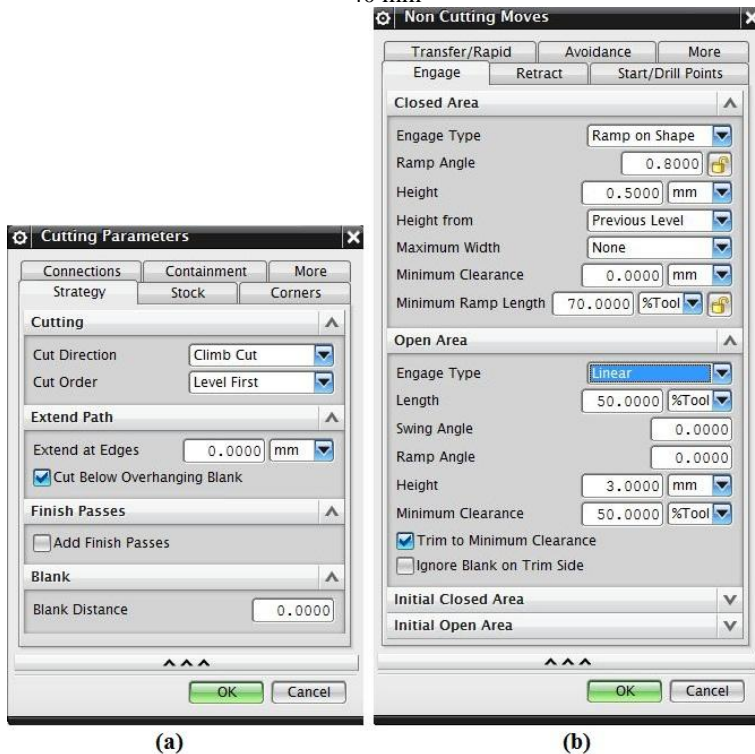 Non Cutting Moves
Transfer/Rapid Avoidance More
Engage Retract Start/Drill Points
Closed Area
Engage Type Ramp on Shape
Ramp Angle 0.8000
Height 0.5000 mm
Height from Previous Level
Maximum Width None
Minimum Clearance 0.0000 mm
Minimum Ramp Length 70.0000 %Tool
Open Area
Engage Type Linear
Length 50.0000 %Tool
Swing Angle 0.0000
Ramp Angle 0.0000
Height 3.0000 mm
Minimum Clearance 50.0000 %Tool
Trim to Minimum Clearance
Ignore Blank on Trim Side
Initial Closed Area
Initial Open Area
OK Cancel
(b)
Cutting Parameters
Connections Containment More
Strategy Stock Corners
Cutting
Cut Direction Climb Cut
Cut Order Level First
Extend Path
Extend at Edges 0.0000 mm
Cut Below Overhanging Blank
Finish Passes
Add Finish Passes
Blank
Blank Distance 0.0000
OK Cancel
(a)